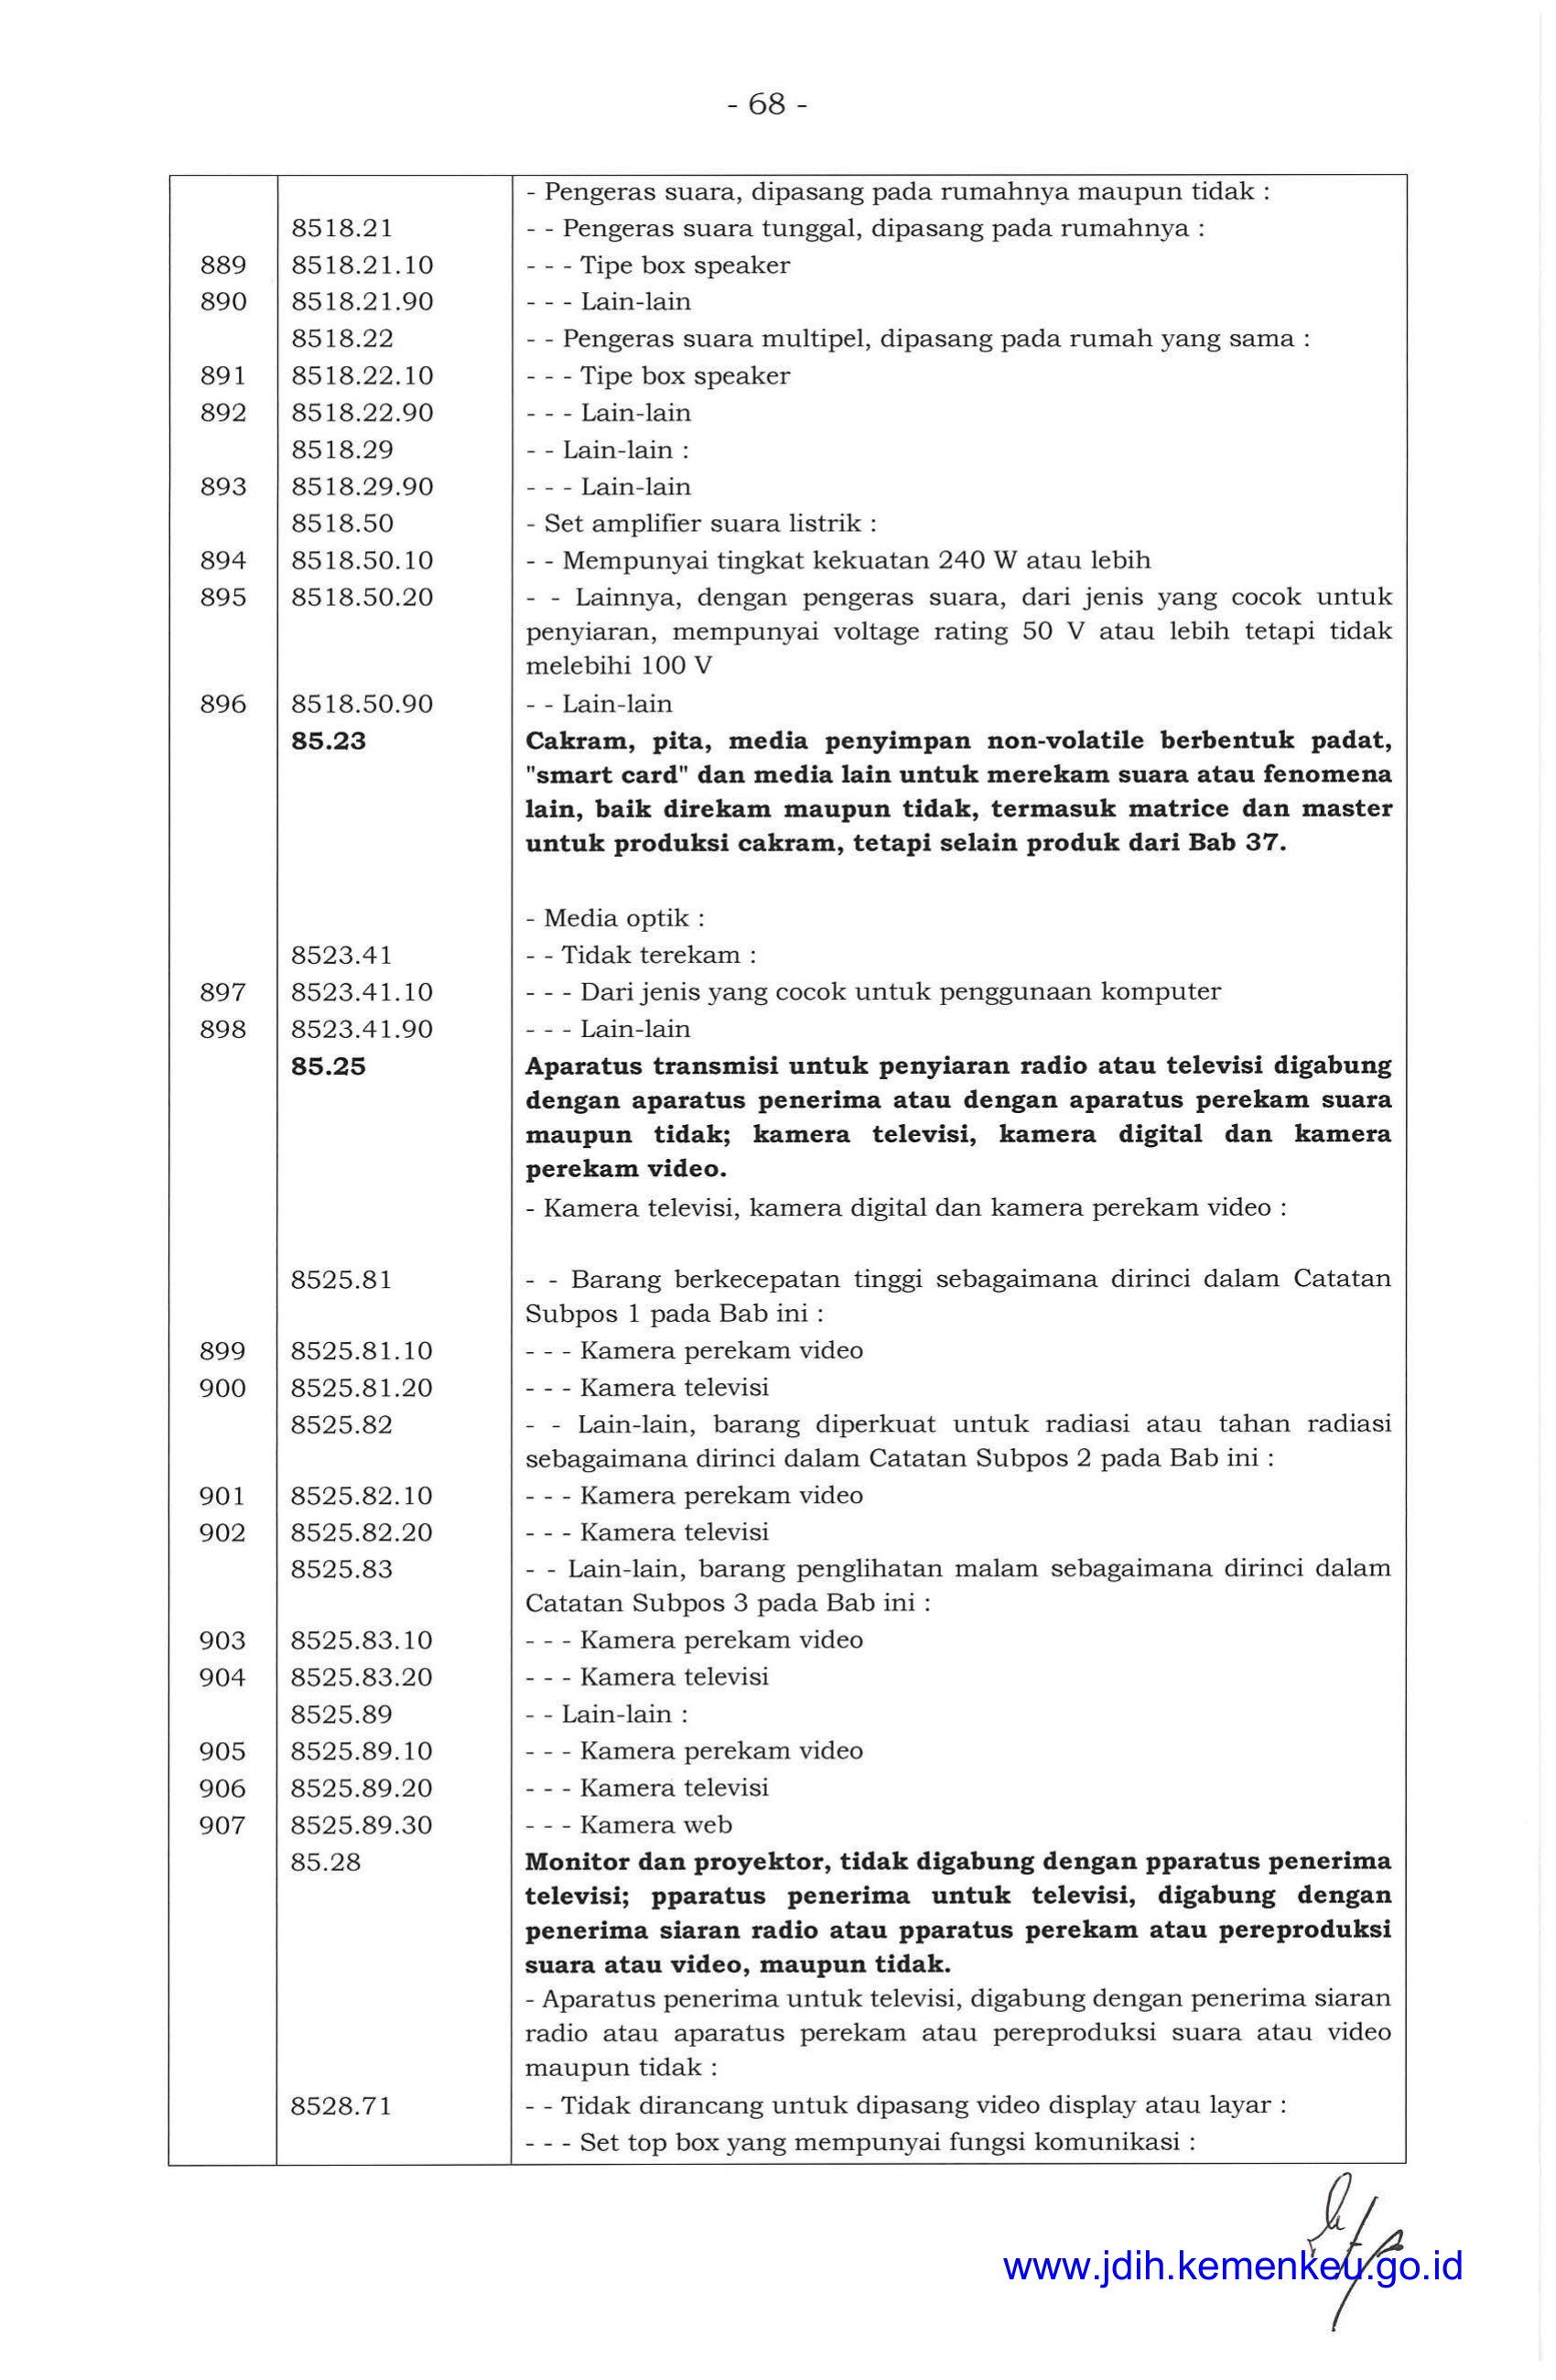 - 68 -
- Pengeras suara, dipasang pada rumahnya maupun tidak :
8518.21 - - Pengeras suara tunggal, dipasang pada rumahnya :
889 8518.21.10 - - - Tipe box speaker
890 8518.21.90 - - - Lain-lain
8518.22 - - Pengeras suara multipel, dipasang pada rumah yang sama :
891 8518.22.10 - - - Tipe box speaker
892 8518.22.90 - - - Lain-lain
8518.29 - - Lain-lain :
893 8518.29.90 - - - Lain-lain
8518.50 - Set amplifier suara listrik :
894 8518.50.10 - - Mempunyai tingkat kekuatan 240 W atau lebih
895 8518.50.20 - - Lainnya, dengan pengeras suara, dari jenis yang cocok untuk
penyiaran, mempunyai voltage rating 50 V atau lebih tetapi tidak
melebihi 100 V
896 8518.50.90 - - Lain-lain
85.23 Cakram, pita, media penyimpan non-volatile berbentuk padat,
"smart card" dan media lain untuk merekam suara atau fenomena
lain, baik direkam maupun tidak, termasuk matrice dan master
untuk produksi cakram, tetapi selain produk dari Bab 37.
- Media optik :
8523.41 - - Tidak terekam :
897 8523.41.10 - - - Dari jenis yang cocok untuk penggunaan komputer
898 8523.41.90 - - - Lain-lain
85.25 Aparatus transmisi untuk penyiaran radio atau televisi digabung
dengan aparatus penerima atau dengan aparatus perekam suara
maupun tidak; kamera televisi, kamera digital dan kamera
perekam video.
- Kamera televisi, kamera digital dan kamera perekam video :
8525.81 - - Barang berkecepatan tinggi sebagaimana dirinci dalam Catatan
Subpos 1 pada Bab ini :
899 8525.81.10 - - - Kamera perekam video
900 8525.81.20 - - - Kamera televisi
8525.82 - - Lain-lain, barang diperkuat untuk radiasi atau tahan radiasi
sebagaimana dirinci dalam Catatan Subpos 2 pada Bab ini :
901 8525.82.10 - - - Kamera perekam video
902 8525.82.20 - - - Kamera televisi
8525.83 - - Lain-lain, barang penglihatan malam sebagaimana dirinci dalam
Catatan Subpos 3 pada Bab ini :
903 8525.83.10 - - - Kamera perekam video
904 8525.83.20 - - - Kamera televisi
8525.89 - - Lain-lain :
905 8525.89.10 - - - Kamera perekam video
906 8525.89.20 - - - Kamera televisi
907 8525.89.30 - - - Kamera web
85.28 Monitor dan proyektor, tidak digabung dengan pparatus penerima
televisi; pparatus penerima untuk televisi, digabung dengan
penerima siaran radio atau pparatus perekam atau pereproduksi
suara atau video, maupun tidak.
- Aparatus penerima untuk televisi, digabung dengan penerima siaran
radio atau aparatus perekam atau pereproduksi suara atau video
maupun tidak :
8528.71 - - Tidak dirancang untuk dipasang video display atau layar :
- - - Set top box yang mempunyai fungsi komunikasi :
www.jdih.kemenkeu.go.id